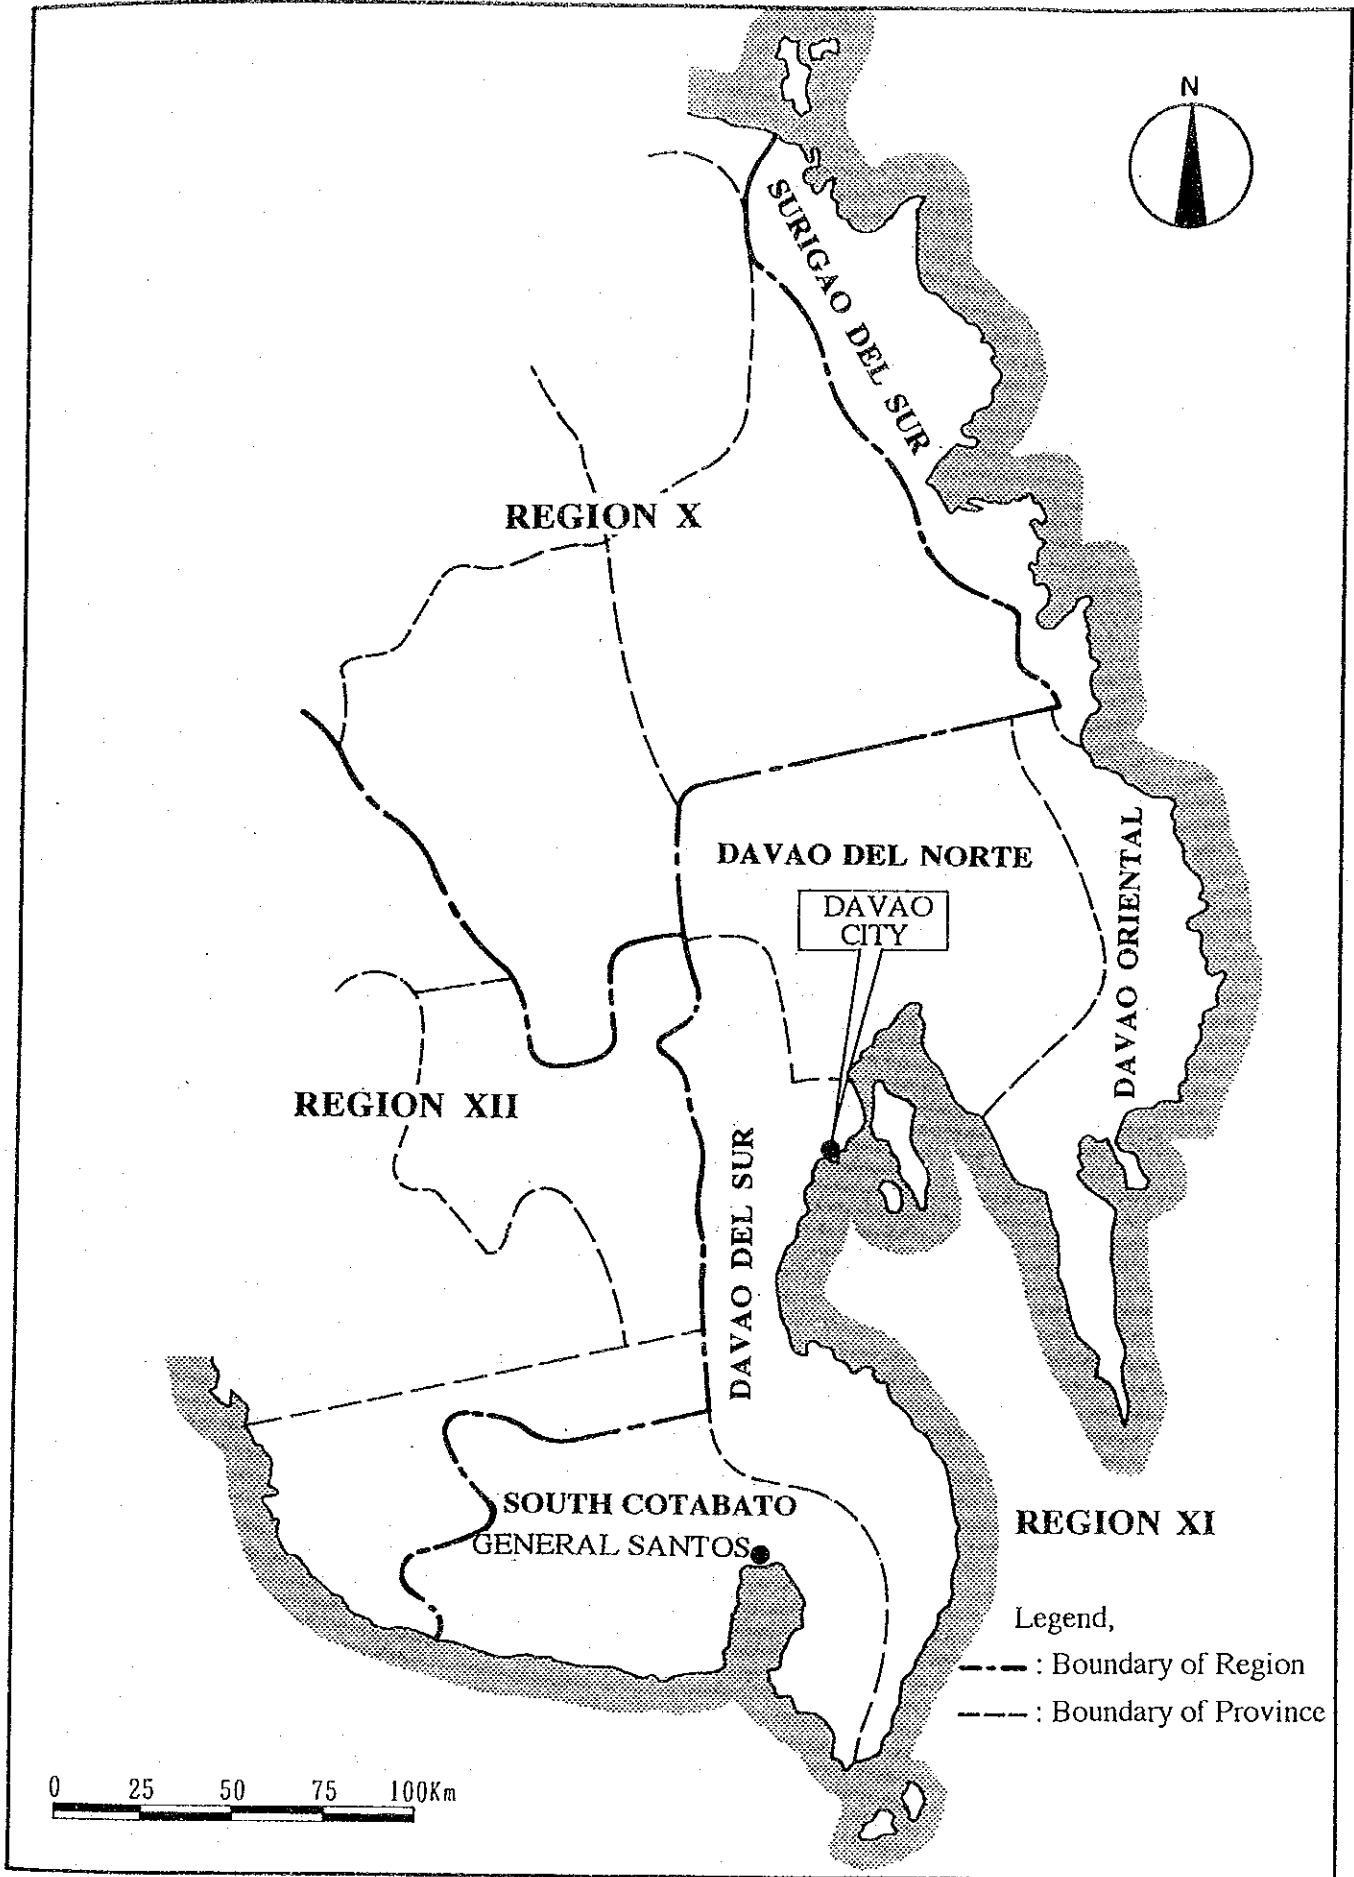 N
SURIGAO DEL SUR
REGION X
DAVAO DEL NORTE
DAVAO
CITY
DAVAO ORIENTAL
REGION XII
DAVAO DEL SUR
SOUTH COTABATO
GENERAL SANTOS
REGION XI
Legend,
: Boundary of Region
: Boundary of Province
0 25 50 75 100Km